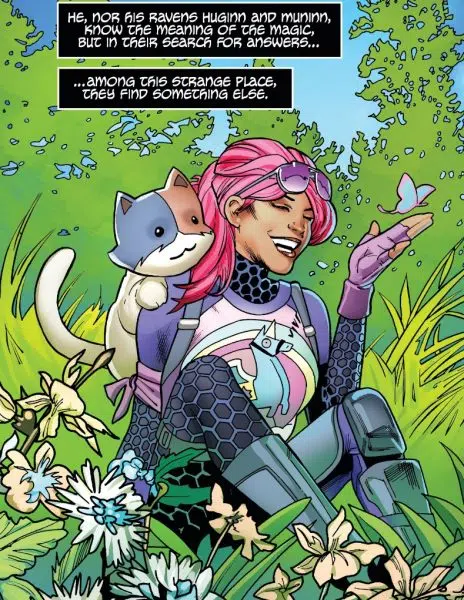 HE, NOR HIS RAVENS HUGINN AND MUNINN,
KNOW THE MEANING OF THE MAGIC,
BUT IN THEIR SEARCH FOR ANSWERS...
...AMONG THIS STRANGE PLACE,
THEY FIND SOMETHING ELSE.